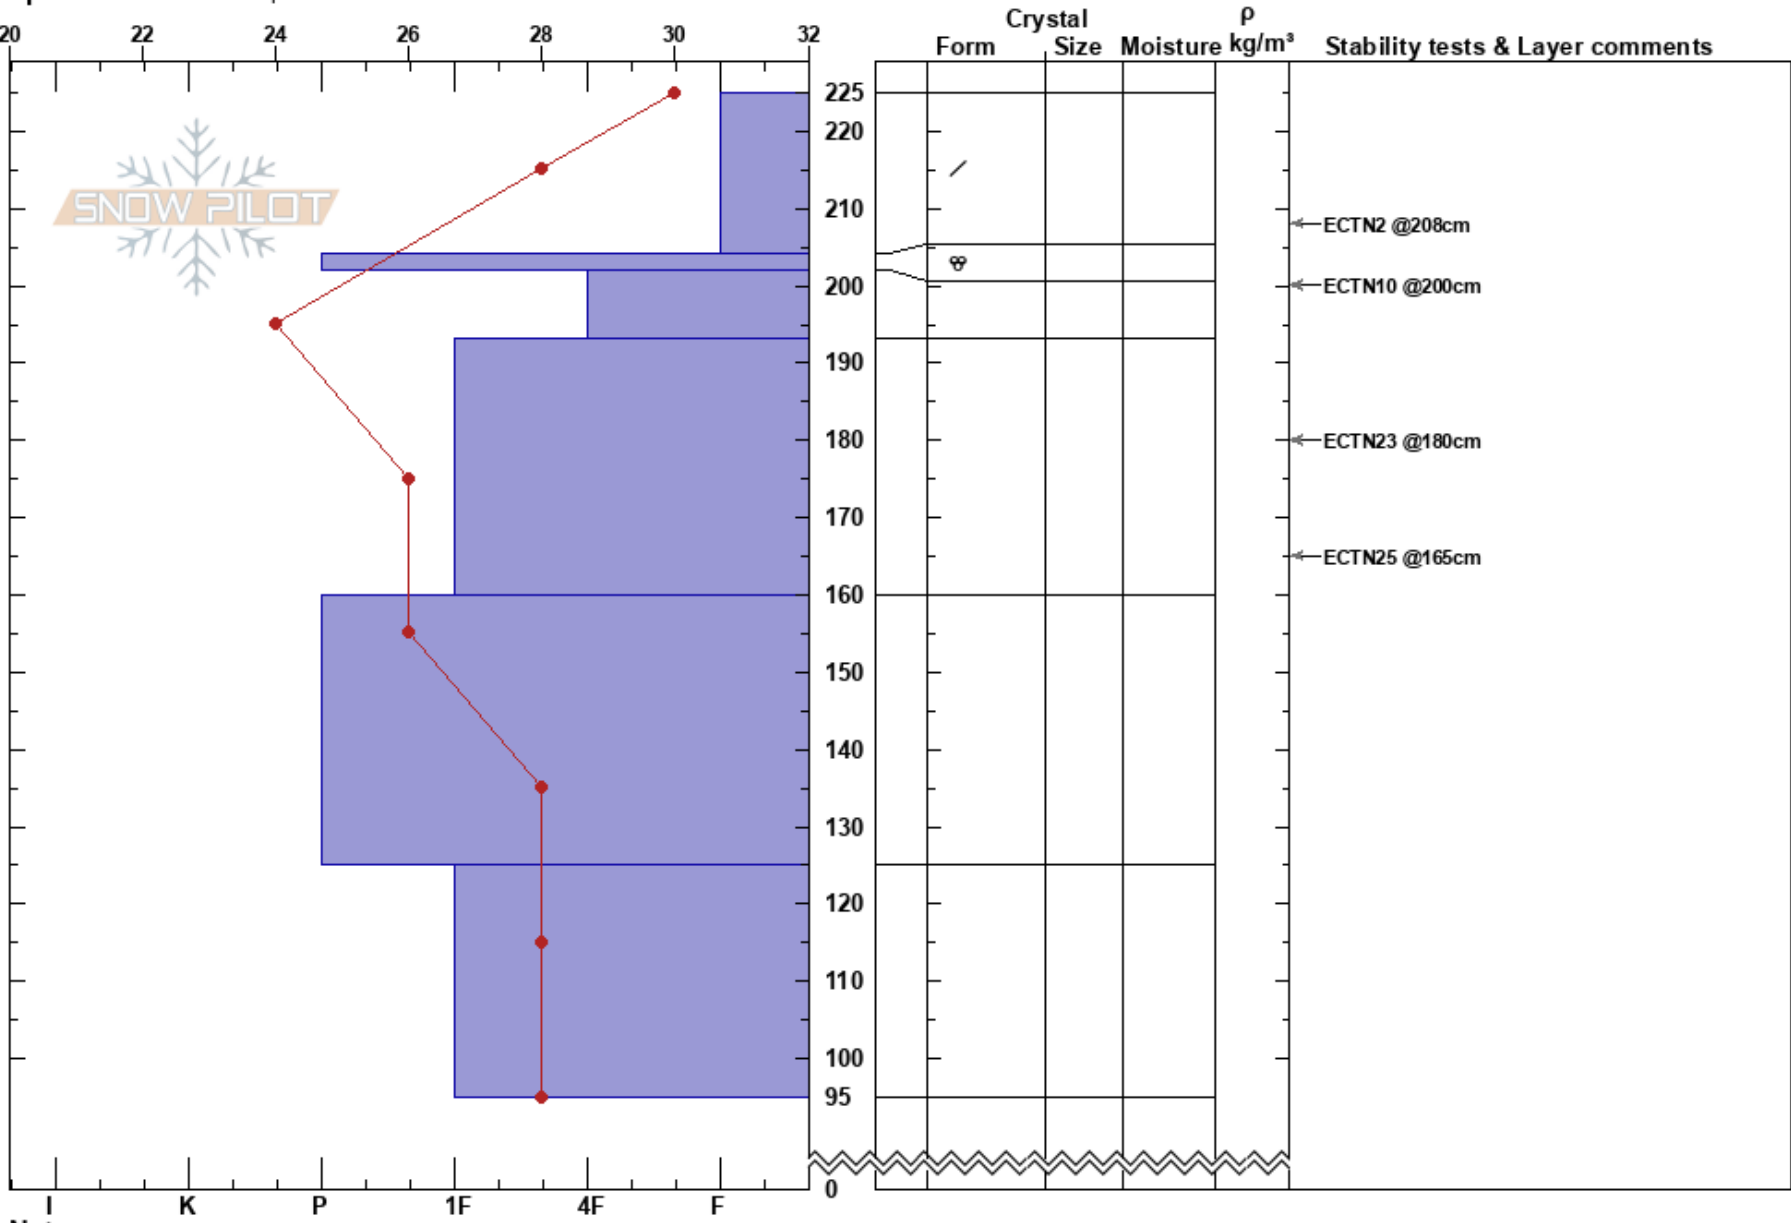 Crystal ρ
20 22 24 26 28 30 32 Form Size Moisture kg/m³ Stability tests & Layer comments
225
220
SNOW PILOT
210
ECTN2 @208cm
200 ECTN10 @200cm
190
180 ECTN23 @180cm
170
ECTN25 @165cm
160
150
140
130
120
110
100
95
0
I K P 1F 4F F